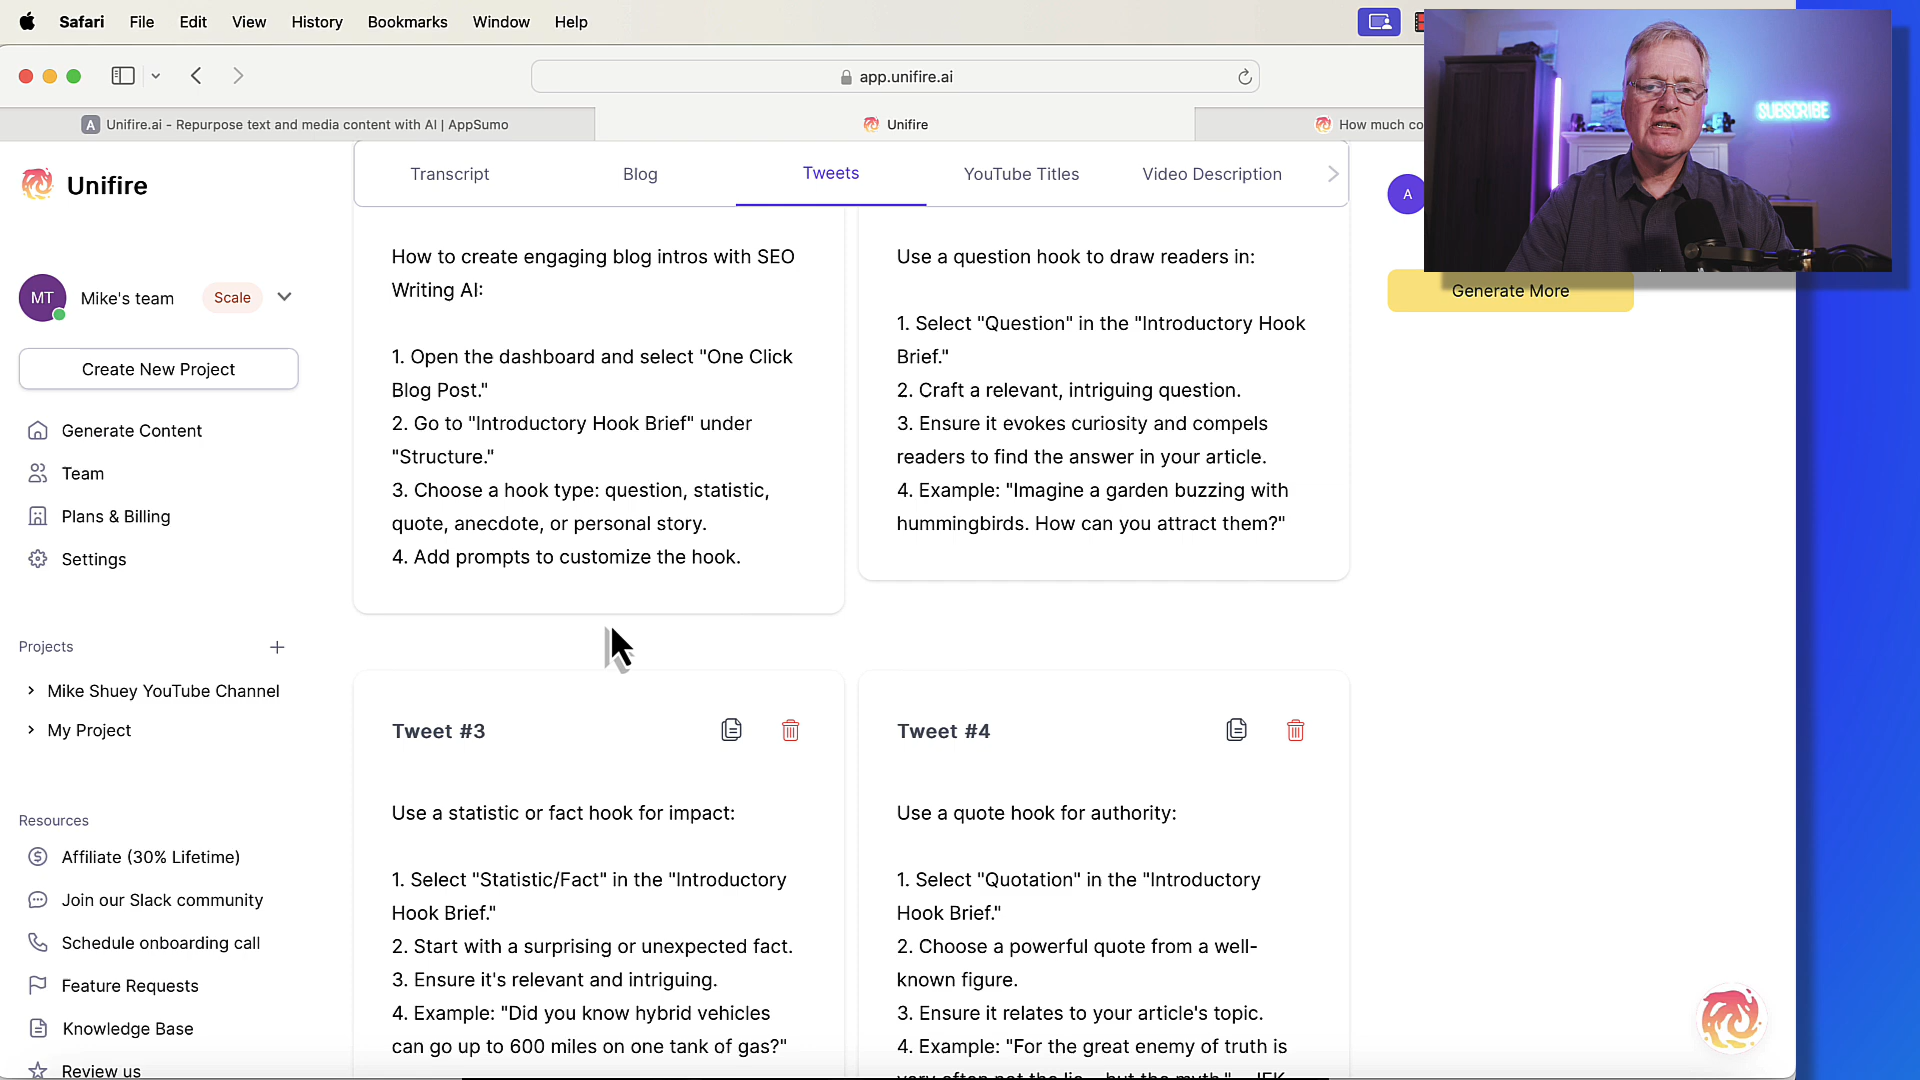 Safari File Edit View History Bookmarks Window Help
app.unifire.ai
A Unifire.ai - Repurpose text and media content with AI | AppSumo
Unifire
How much co
SUBSCRIBE
Unifire
MT Mike's team Scale
Create New Project
Generate Content
Team
Plans & Billing
Settings
Projects
Mike Shuey YouTube Channel
My Project
Resources
Affiliate (30% Lifetime)
Join our Slack community
Schedule onboarding call
Feature Requests
Knowledge Base
Review us
Transcript Blog Tweets YouTube Titles Video Description
How to create engaging blog intros with SEO
Writing AI:
1. Open the dashboard and select "One Click
Blog Post."
2. Go to "Introductory Hook Brief" under
"Structure."
3. Choose a hook type: question, statistic,
quote, anecdote, or personal story.
4. Add prompts to customize the hook.
Use a question hook to draw readers in:
1. Select "Question" in the "Introductory Hook
Brief."
2. Craft a relevant, intriguing question.
3. Ensure it evokes curiosity and compels
readers to find the answer in your article.
4. Example: "Imagine a garden buzzing with
hummingbirds. How can you attract them?"
Tweet #3
Use a statistic or fact hook for impact:
1. Select "Statistic/Fact" in the "Introductory
Hook Brief."
2. Start with a surprising or unexpected fact.
3. Ensure it's relevant and intriguing.
4. Example: "Did you know hybrid vehicles
can go up to 600 miles on one tank of gas?"
Tweet #4
Use a quote hook for authority:
1. Select "Quotation" in the "Introductory
Hook Brief."
2. Choose a powerful quote from a well-
known figure.
3. Ensure it relates to your article's topic.
4. Example: "For the great enemy of truth is
very often not the lie - but the myth." - JFK
A
Generate More